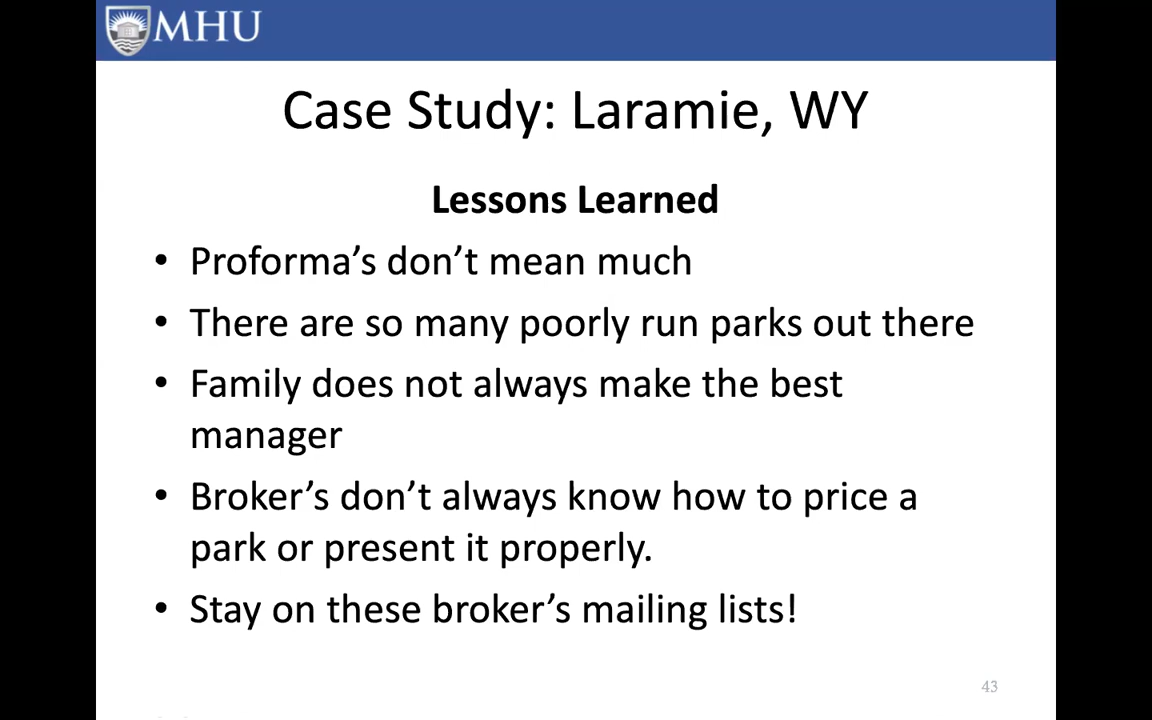 MHU
Case Study: Laramie, WY
Lessons Learned
• Proforma’s don’t mean much
• There are so many poorly run parks out there
• Family does not always make the best
manager
• Broker’s don’t always know how to price a
park or present it properly.
• Stay on these broker’s mailing lists!
43